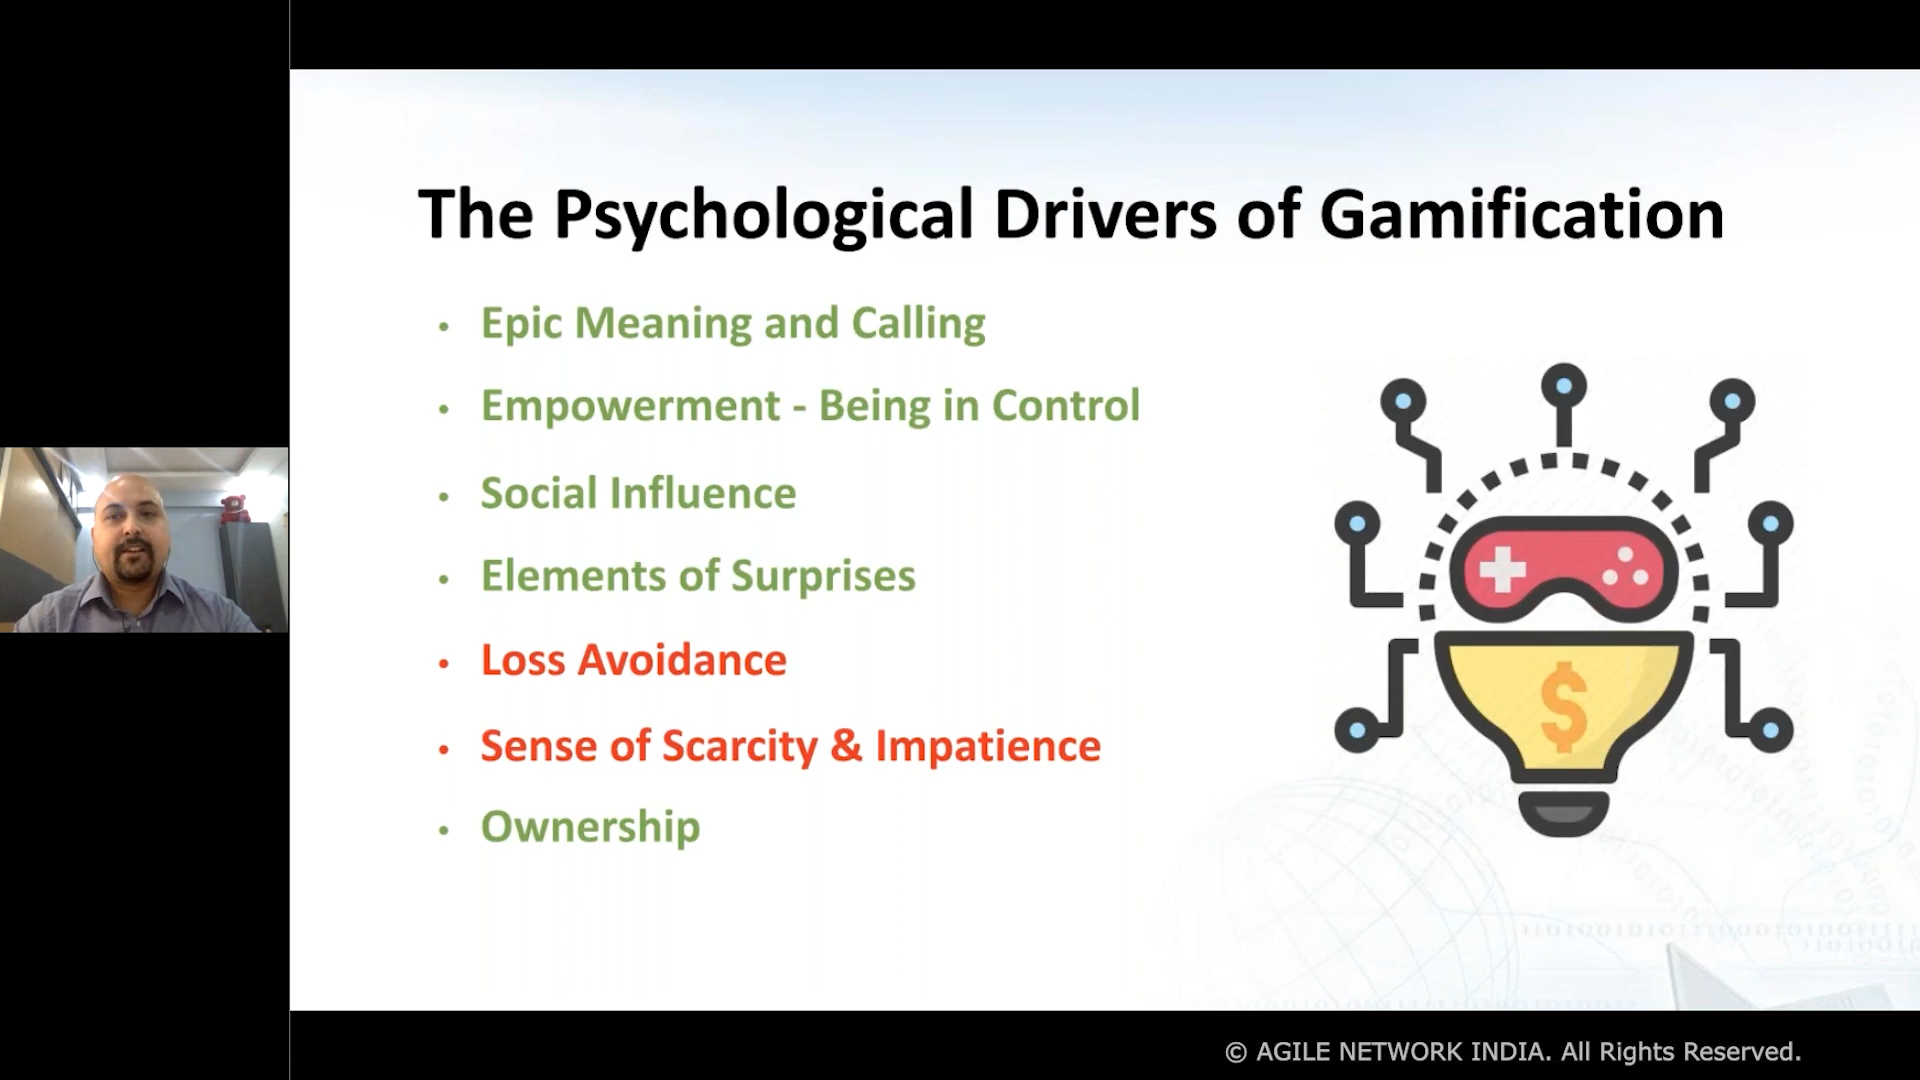 The Psychological Drivers of Gamification
• Epic Meaning and Calling
• Empowerment - Being in Control
• Social Influence
• Elements of Surprises
• Loss Avoidance
• Sense of Scarcity & Impatience
• Ownership
$
© AGILE NETWORK INDIA. All Rights Reserved.